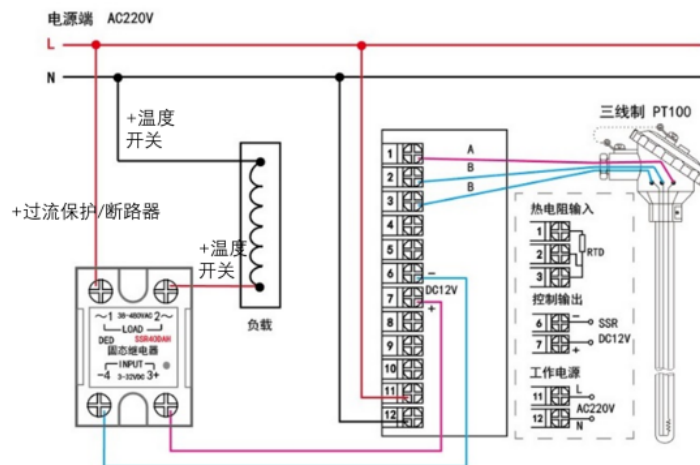 电源端 AC220V
L
N
+温度
开关
三线制 PT100
+过流保护/断路器
+温度
开关
负载
1
2
3
4
5
6
7
8
9
10
11
12
A
B
B
−
DC12V
+
热电阻输入
1
2
3
RTD
控制输出
6 − SSR
7 + DC12V
工作电源
11 L
AC220V
12 N
～1 38-480VAC 2～
LOAD
DED SSR40DAH
固态继电器
INPUT
-4 3-32VDC 3+